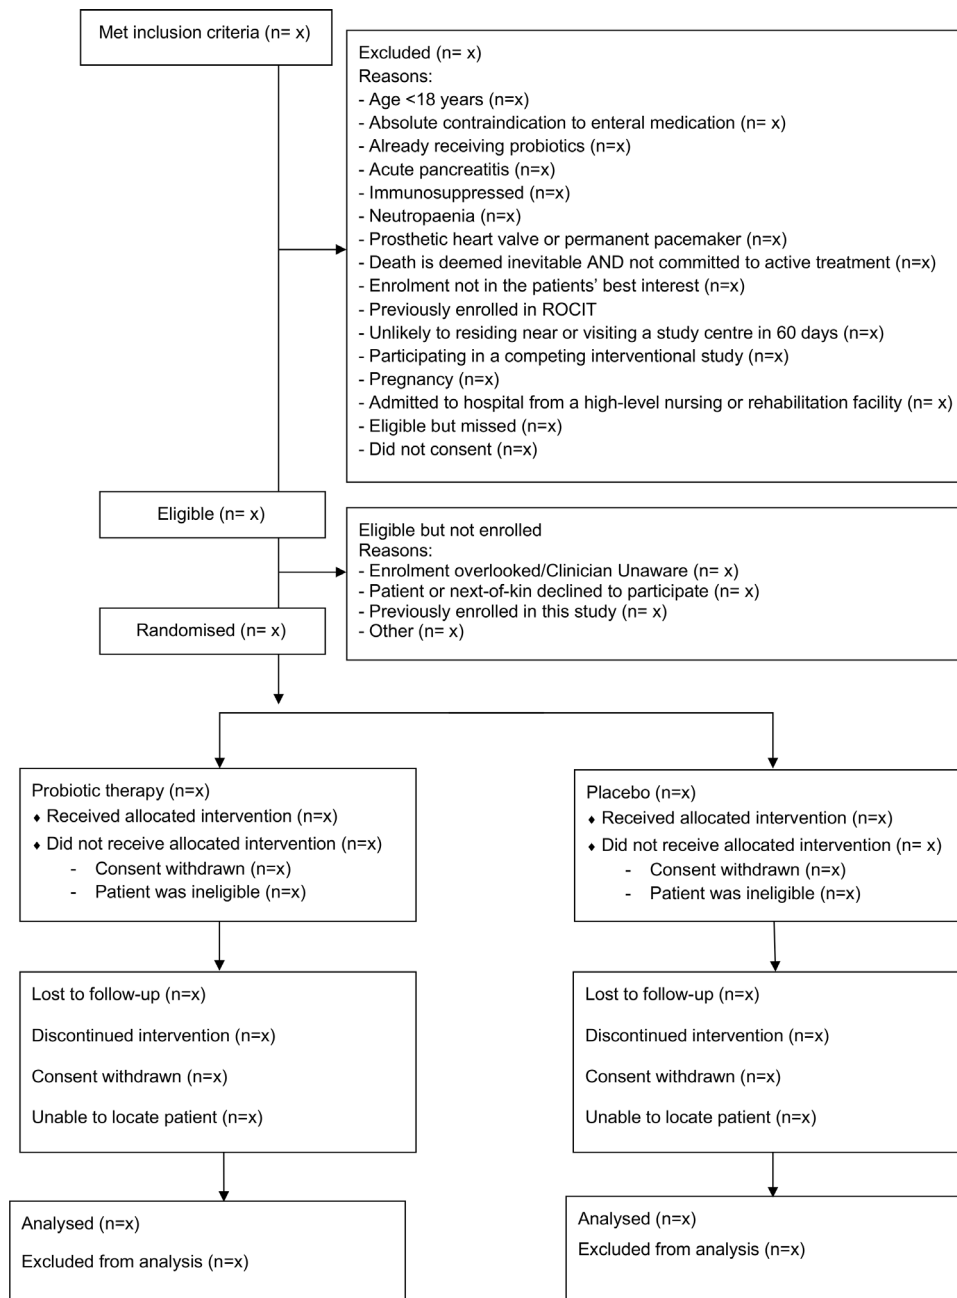 Met inclusion criteria (n= x)
Excluded (n= x)
Reasons:
- Age <18 years (n=x)
- Absolute contraindication to enteral medication (n= x)
- Already receiving probiotics (n=x)
- Acute pancreatitis (n=x)
- Immunosuppressed (n=x)
- Neutropaenia (n=x)
- Prosthetic heart valve or permanent pacemaker (n=x)
- Death is deemed inevitable AND not committed to active treatment (n=x)
- Enrolment not in the patients' best interest (n=x)
- Previously enrolled in ROCIT
- Unlikely to residing near or visiting a study centre in 60 days (n=x)
- Participating in a competing interventional study (n=x)
- Pregnancy (n=x)
- Admitted to hospital from a high-level nursing or rehabilitation facility (n= x)
- Eligible but missed (n=x)
- Did not consent (n=x)
Eligible (n= x)
Eligible but not enrolled
Reasons:
- Enrolment overlooked/Clinician Unaware (n= x)
- Patient or next-of-kin declined to participate (n= x)
- Previously enrolled in this study (n= x)
- Other (n= x)
Randomised (n= x)
Probiotic therapy (n=x)
♦ Received allocated intervention (n=x)
♦ Did not receive allocated intervention (n=x)
- Consent withdrawn (n=x)
- Patient was ineligible (n=x)
Placebo (n=x)
♦ Received allocated intervention (n=x)
♦ Did not receive allocated intervention (n= x)
- Consent withdrawn (n=x)
- Patient was ineligible (n=x)
Lost to follow-up (n=x)
Discontinued intervention (n=x)
Consent withdrawn (n=x)
Unable to locate patient (n=x)
Lost to follow-up (n=x)
Discontinued intervention (n=x)
Consent withdrawn (n=x)
Unable to locate patient (n=x)
Analysed (n=x)
Excluded from analysis (n=x)
Analysed (n=x)
Excluded from analysis (n=x)